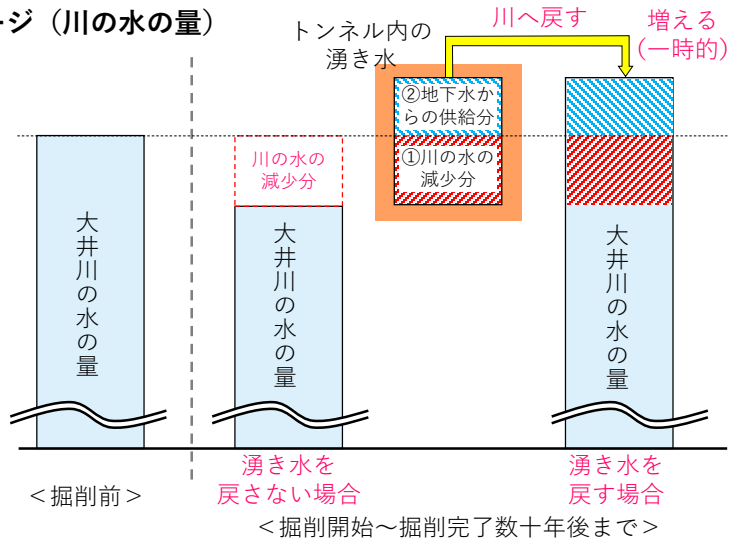 ージ（川の水の量）
トンネル内の
湧き水
川へ戻す
増える
(一時的)
②地下水か
らの供給分
①川の水の
減少分
川の水の
減少分
大井川の水の量
大井川の水の量
大井川の水の量
＜掘削前＞
湧き水を
戻さない場合
湧き水を
戻す場合
＜掘削開始～掘削完了数十年後まで＞